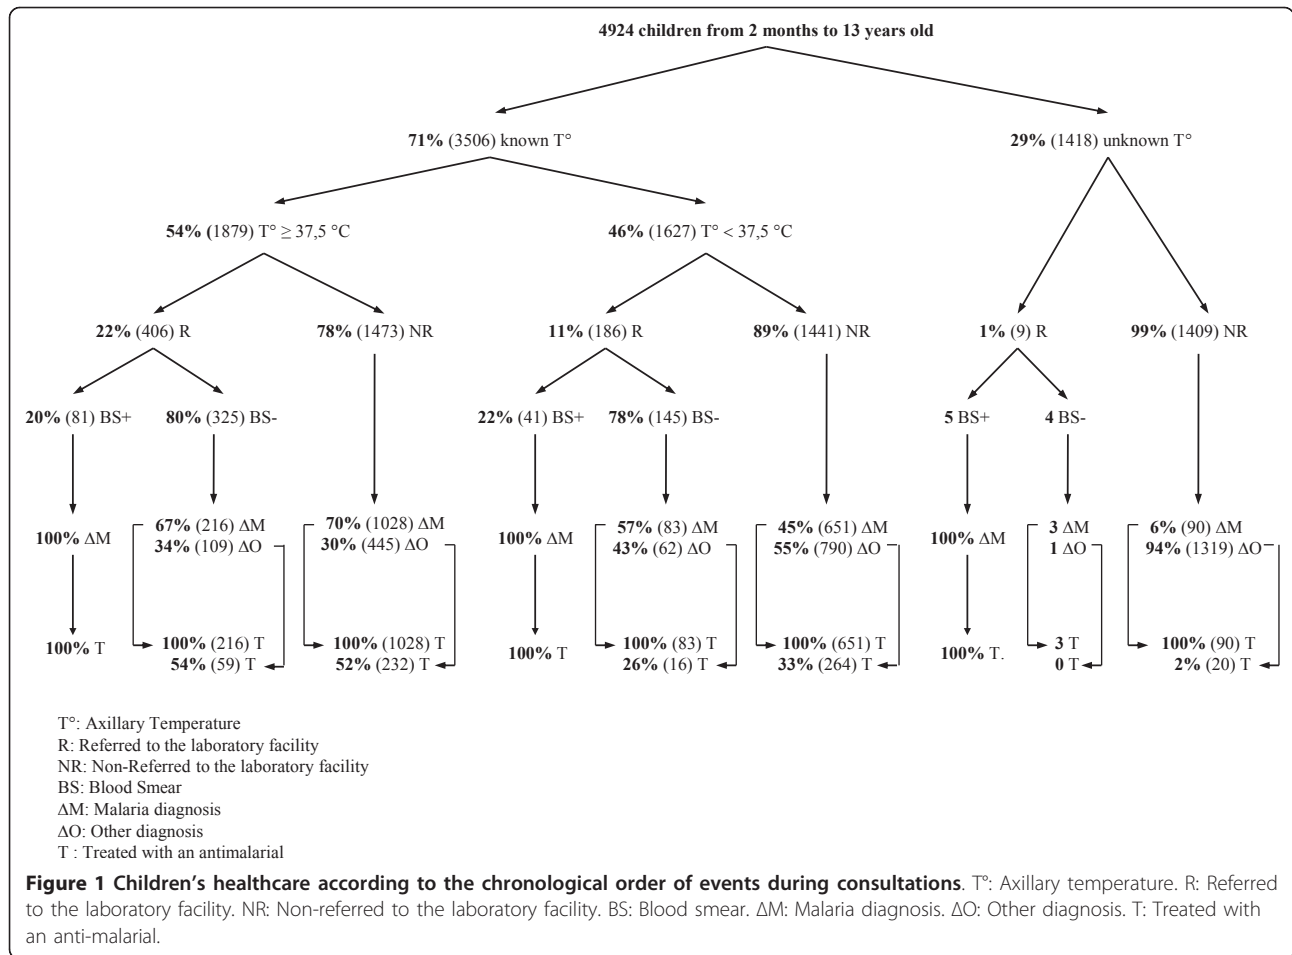 4924 children from 2 months to 13 years old
71% (3506) known T° 29% (1418) unknown T°
54% (1879) T° ≥ 37,5 °C 46% (1627) T° < 37,5 °C
22% (406) R 78% (1473) NR 11% (186) R 89% (1441) NR 1% (9) R 99% (1409) NR
20% (81) BS+ 80% (325) BS- 22% (41) BS+ 78% (145) BS- 5 BS+ 4 BS-
100% ΔM 67% (216) ΔM 70% (1028) ΔM 100% ΔM 57% (83) ΔM 45% (651) ΔM 100% ΔM 3 ΔM 6% (90) ΔM
34% (109) ΔO 30% (445) ΔO 43% (62) ΔO 55% (790) ΔO 1 ΔO 94% (1319) ΔO
100% T 100% (216) T 100% (1028) T 100% T 100% (83) T 100% (651) T 100% T. 3 T 100% (90) T
54% (59) T 52% (232) T 26% (16) T 33% (264) T 0 T 2% (20) T
T°: Axillary Temperature
R: Referred to the laboratory facility
NR: Non-Referred to the laboratory facility
BS: Blood Smear
ΔM: Malaria diagnosis
ΔO: Other diagnosis
T : Treated with an antimalarial
Figure 1 Children's healthcare according to the chronological order of events during consultations. T°: Axillary temperature. R: Referred
to the laboratory facility. NR: Non-referred to the laboratory facility. BS: Blood smear. ΔM: Malaria diagnosis. ΔO: Other diagnosis. T: Treated with
an anti-malarial.